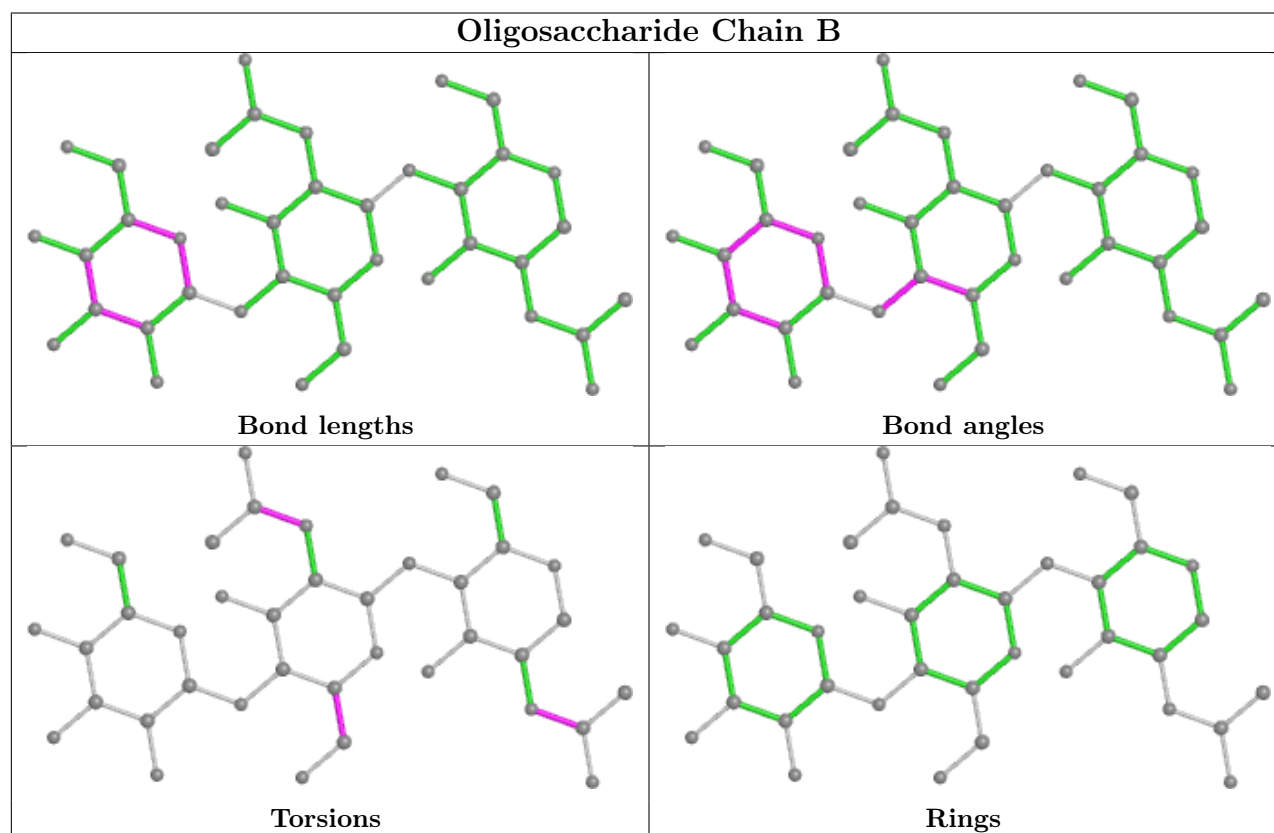 Oligosaccharide Chain B
Bond lengths
Bond angles
Torsions
Rings